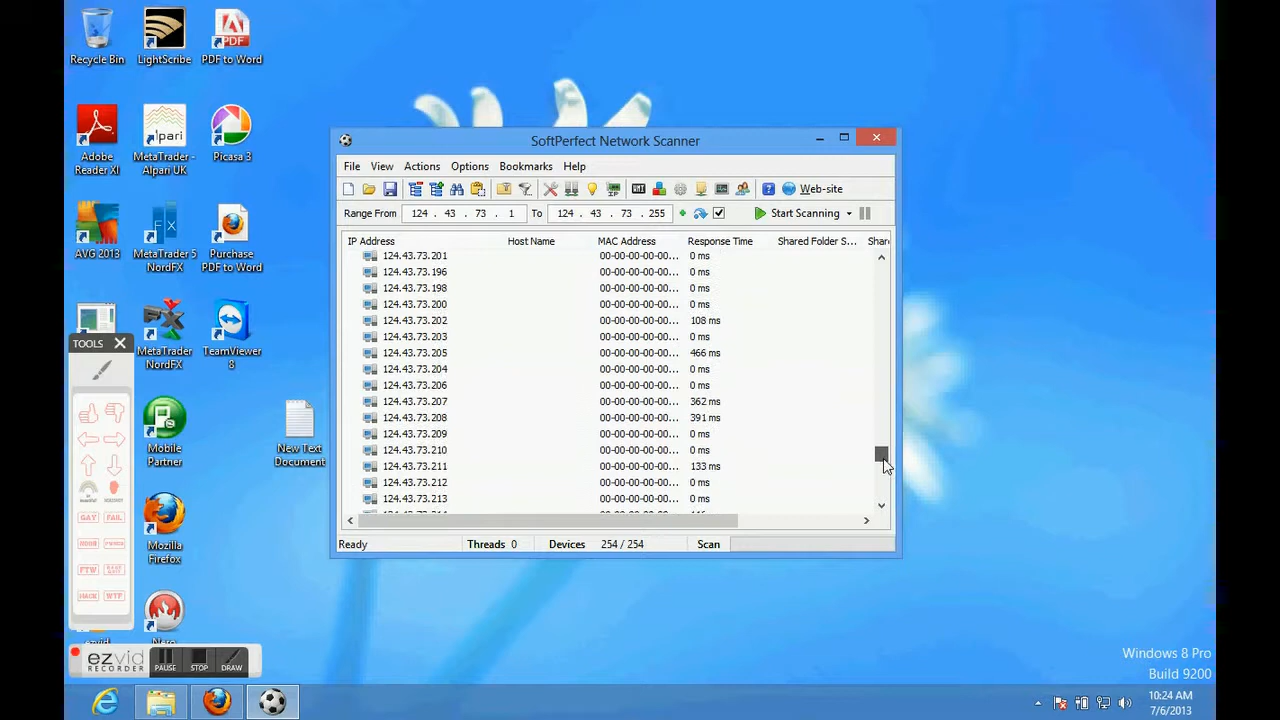 Recycle Bin
LightScribe
PDF to Word
Adobe
Reader XI
MetaTrader -
Alpari UK
Picasa 3
AVG 2013
MetaTrader 5
NordFX
Purchase
PDF to Word
MetaTrader
NordFX
TeamViewer
8
Mobile
Partner
New Text
Document
Mozilla
Firefox
TOOLS
GAY
FAIL
FTW
HACK
WTF
ezvid
RECORDER
PAUSE
STOP
DRAW
SoftPerfect Network Scanner
File View Actions Options Bookmarks Help
Web-site
Range From 124 . 43 . 73 . 1 To 124 . 43 . 73 . 255 Start Scanning
IP Address Host Name MAC Address Response Time Shared Folder S... Share
124.43.73.201 00-00-00-00-00... 0 ms
124.43.73.196 00-00-00-00-00... 0 ms
124.43.73.198 00-00-00-00-00... 0 ms
124.43.73.200 00-00-00-00-00... 0 ms
124.43.73.202 00-00-00-00-00... 108 ms
124.43.73.203 00-00-00-00-00... 0 ms
124.43.73.205 00-00-00-00-00... 466 ms
124.43.73.204 00-00-00-00-00... 0 ms
124.43.73.206 00-00-00-00-00... 0 ms
124.43.73.207 00-00-00-00-00... 362 ms
124.43.73.208 00-00-00-00-00... 391 ms
124.43.73.209 00-00-00-00-00... 0 ms
124.43.73.210 00-00-00-00-00... 0 ms
124.43.73.211 00-00-00-00-00... 133 ms
124.43.73.212 00-00-00-00-00... 0 ms
124.43.73.213 00-00-00-00-00... 0 ms
Ready Threads 0 Devices 254 / 254 Scan
Windows 8 Pro
Build 9200
10:24 AM
7/6/2013